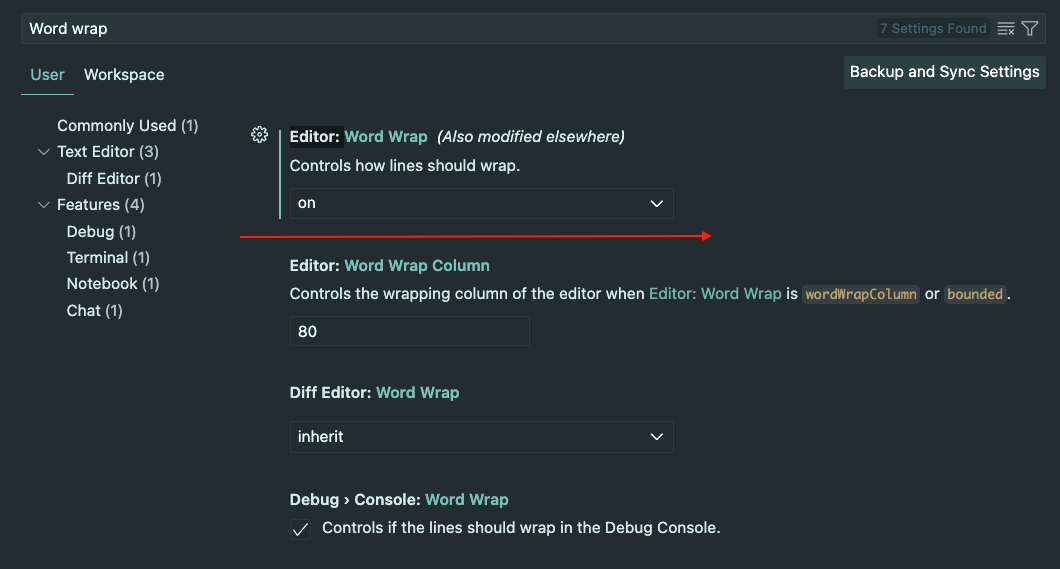 Word wrap
7 Settings Found
User Workspace
Backup and Sync Settings
Commonly Used (1)
Text Editor (3)
Diff Editor (1)
Features (4)
Debug (1)
Terminal (1)
Notebook (1)
Chat (1)
Editor: Word Wrap (Also modified elsewhere)
Controls how lines should wrap.
on
Editor: Word Wrap Column
Controls the wrapping column of the editor when Editor: Word Wrap is wordWrapColumn or bounded.
80
Diff Editor: Word Wrap
inherit
Debug › Console: Word Wrap
Controls if the lines should wrap in the Debug Console.